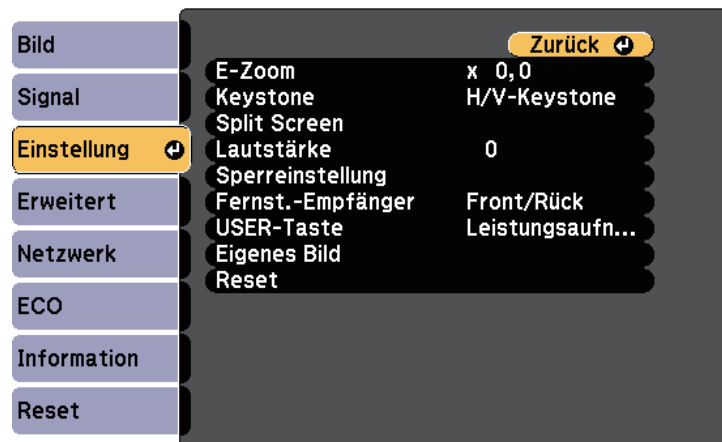 Bild
Signal
Einstellung
Erweitert
Netzwerk
ECO
Information
Reset
Zurück
E-Zoom x 0,0
Keystone H/V-Keystone
Split Screen
Lautstärke 0
Sperreinstellung
Fernst.-Empfänger Front/Rück
USER-Taste Leistungsaufn...
Eigenes Bild
Reset